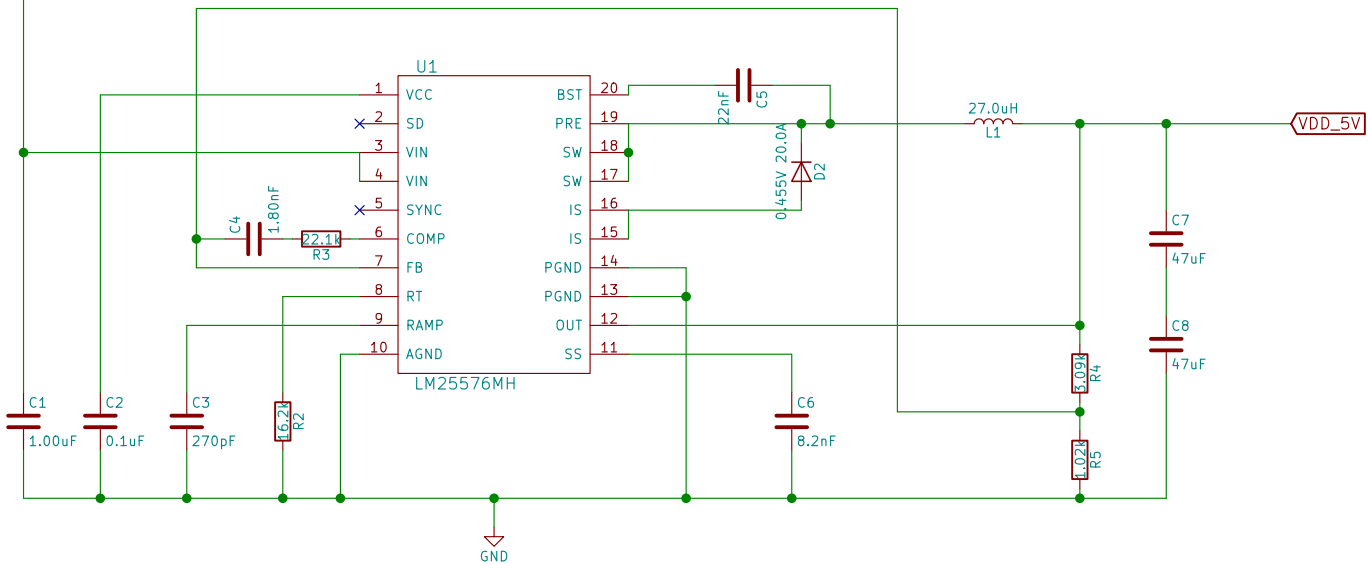 U1
1 VCC
2 SD
3 VIN
4 VIN
5 SYNC
6 COMP
7 FB
8 RT
9 RAMP
10 AGND
BST 20
PRE 19
SW 18
SW 17
IS 16
IS 15
PGND 14
PGND 13
OUT 12
SS 11
LM25576MH
C4
1.80nF
22.1k
R3
22nF
C5
0.455V 20.0A
D2
27.0uH
L1
VDD_5V
C7
47uF
C8
47uF
3.09k
R4
1.02k
R5
C1
1.00uF
C2
0.1uF
C3
270pF
16.2k
R2
C6
8.2nF
GND